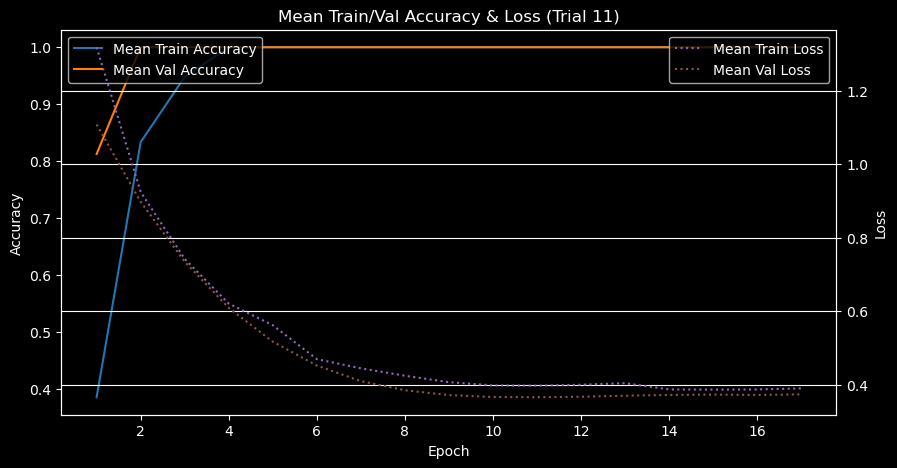 Mean Train/Val Accuracy & Loss (Trial 11)
Mean Train Accuracy
Mean Val Accuracy
Mean Train Loss
Mean Val Loss
1.0
0.9
0.8
0.7
0.6
0.5
0.4
Accuracy
1.2
1.0
0.8
0.6
0.4
Loss
2 4 6 8 10 12 14 16
Epoch